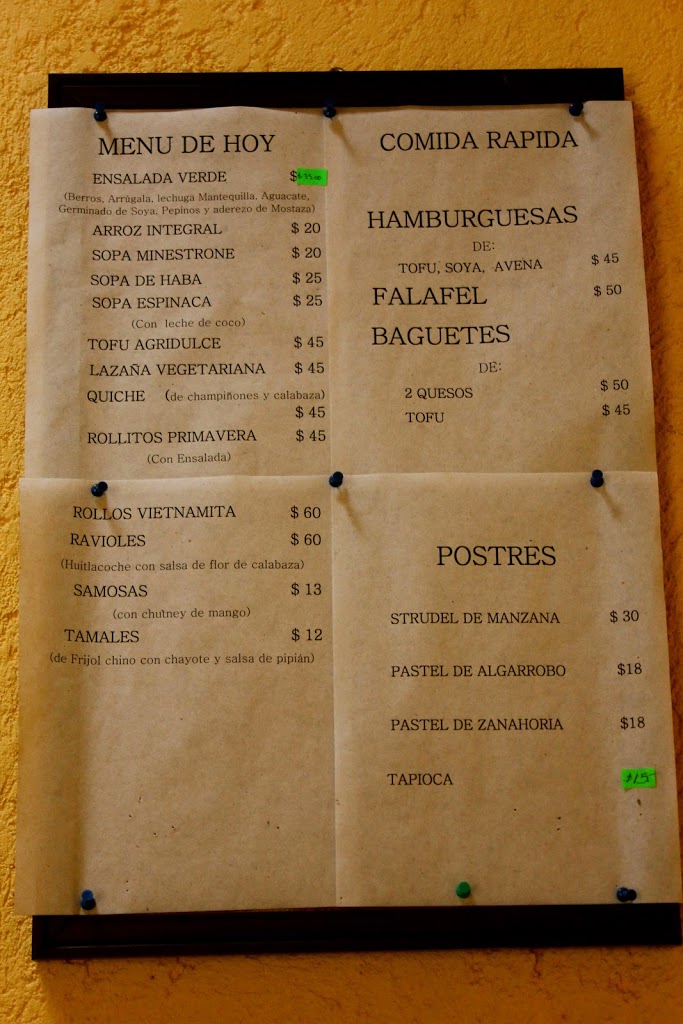 MENU DE HOY
ENSALADA VERDE $ $35.00
(Berros, Arrúgala, lechuga Mantequilla, Aguacate,
Germinado de Soya, Pepinos y aderezo de Mostaza)
ARROZ INTEGRAL $ 20
SOPA MINESTRONE $ 20
SOPA DE HABA $ 25
SOPA ESPINACA $ 25
(Con leche de coco)
TOFU AGRIDULCE $ 45
LAZAÑA VEGETARIANA $ 45
QUICHE (de champiñones y calabaza)
$ 45
ROLLITOS PRIMAVERA $ 45
(Con Ensalada)
ROLLOS VIETNAMITA $ 60
RAVIOLES $ 60
(Huitlacoche con salsa de flor de calabaza)
SAMOSAS $ 13
(con chutney de mango)
TAMALES $ 12
(de Frijol chino con chayote y salsa de pipián)
COMIDA RAPIDA
HAMBURGUESAS
DE:
TOFU, SOYA, AVENA $ 45
FALAFEL $ 50
BAGUETES
DE:
2 QUESOS $ 50
TOFU $ 45
POSTRES
STRUDEL DE MANZANA $ 30
PASTEL DE ALGARROBO $18
PASTEL DE ZANAHORIA $18
TAPIOCA $15-